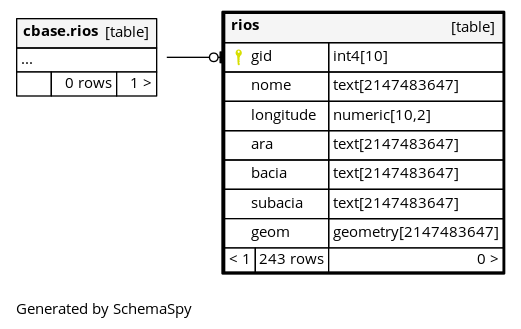 cbase.rios [table]
...
0 rows 1 >
rios [table]
gid int4[10]
nome text[2147483647]
longitude numeric[10,2]
ara text[2147483647]
bacia text[2147483647]
subacia text[2147483647]
geom geometry[2147483647]
< 1 243 rows 0 >
Generated by SchemaSpy